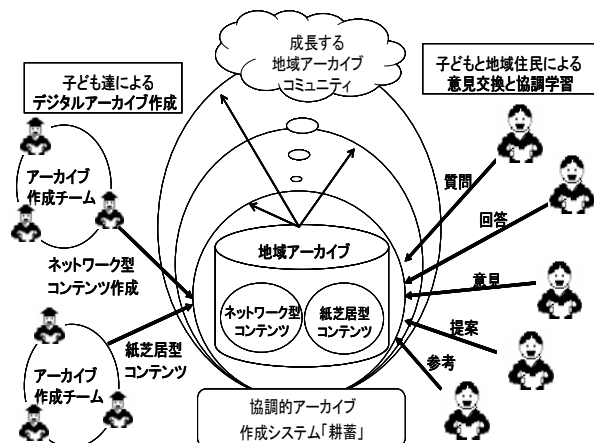 成長する
地域アーカイブ
コミュニティ
子ども達による
デジタルアーカイブ作成
子どもと地域住民による
意見交換と協調学習
アーカイブ
作成チーム
ネットワーク型
コンテンツ作成
アーカイブ
作成チーム
紙芝居型
コンテンツ
地域アーカイブ
ネットワーク型
コンテンツ
紙芝居型
コンテンツ
質問
回答
意見
提案
参考
協調的アーカイブ
作成システム「耕蓄」